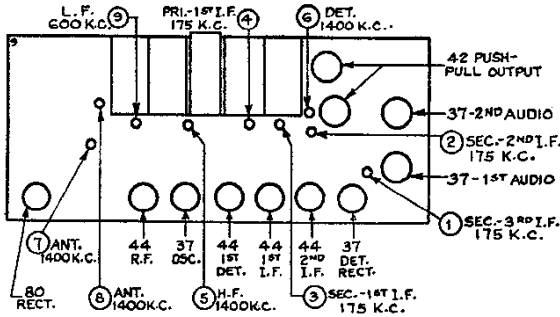 L.F. ⑨
600 K.C.
PRI.-1ST I.F. ④
175 K.C.
⑥ DET.
1400 K.C.
42 PUSH-
PULL OUTPUT
37-2ND AUDIO
② SEC.-2ND I.F.
175 K.C.
37-1ST AUDIO
① SEC.-3RD I.F.
175 K.C.
⑦ ANT.
1400 K.C.
44
R.F.
37
OSC.
44
1ST
DET.
44
1ST
I.F.
44
2ND
I.F.
37
DET.
RECT.
80
RECT.
⑧ ANT.
1400K.C.
⑤ H.F.
1400K.C.
③ SEC.-1ST I.F.
175 K.C.